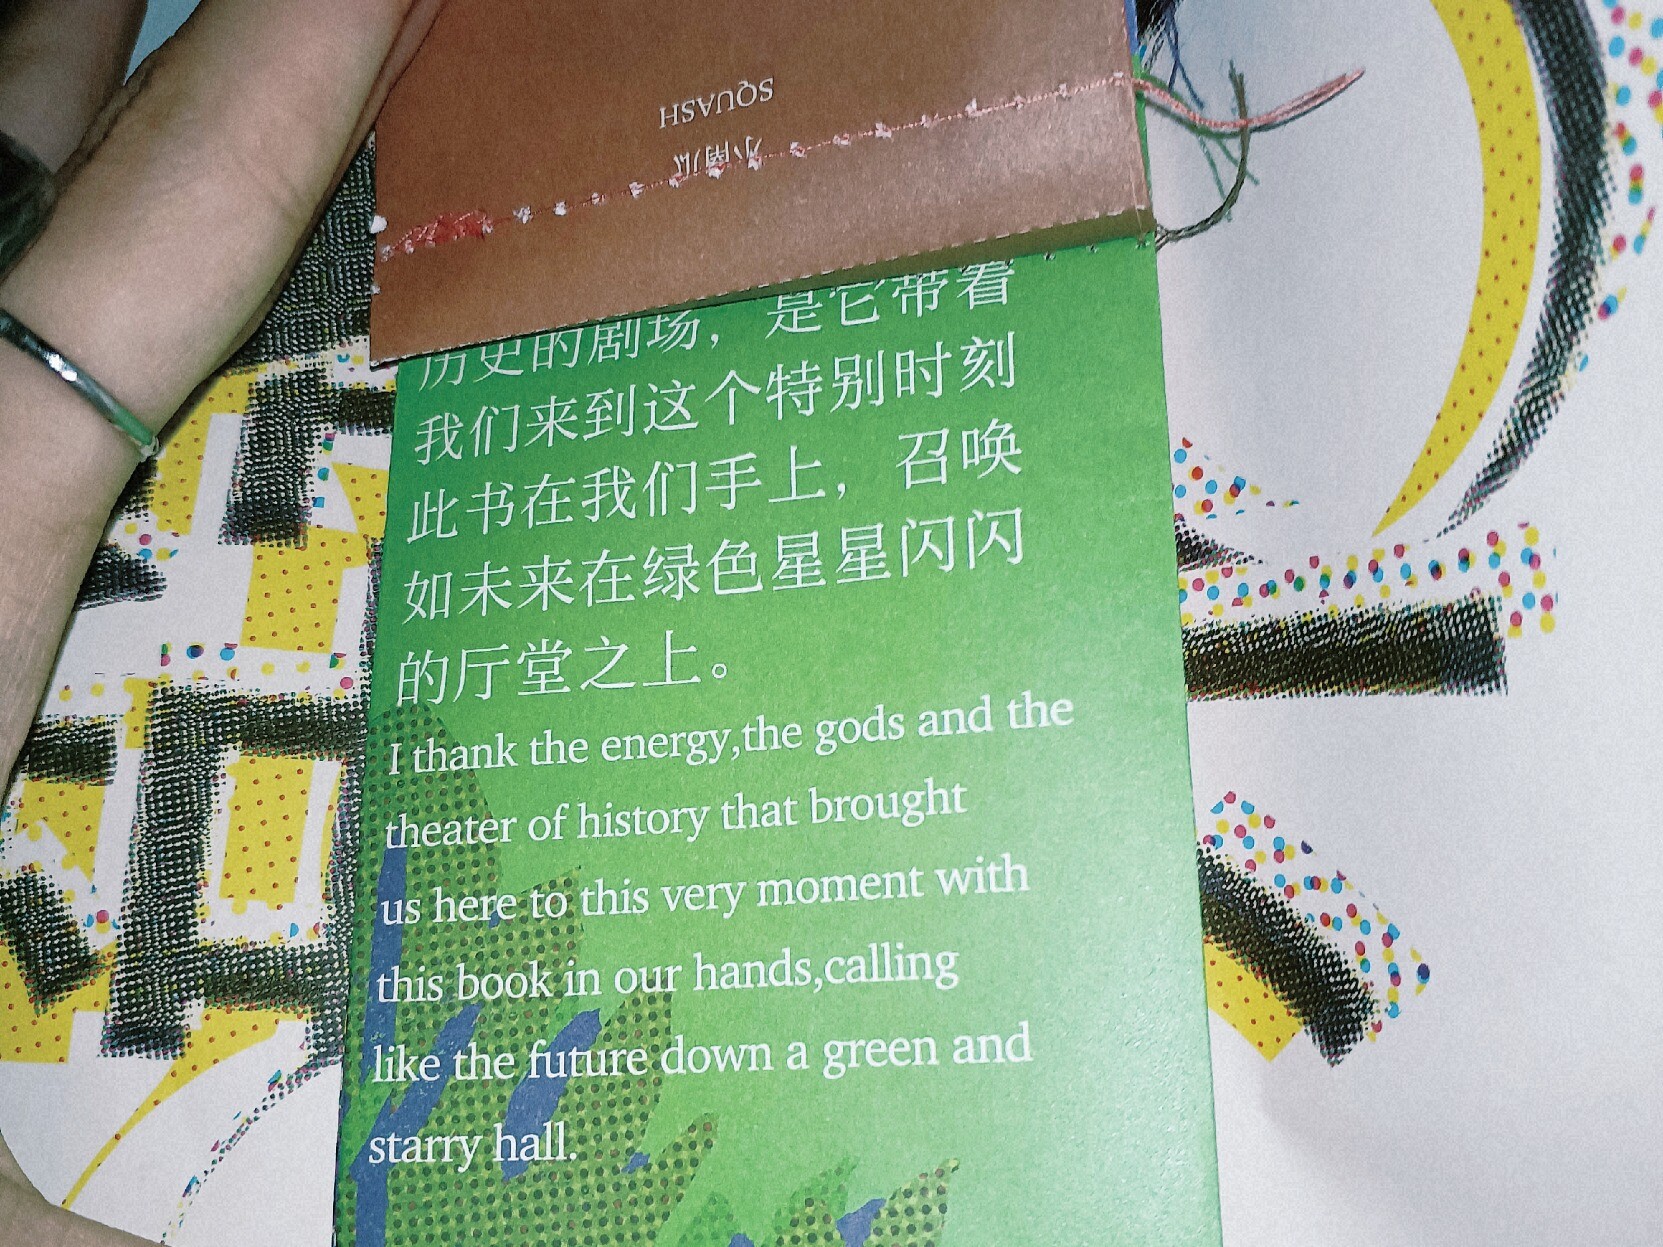 SQUASH
小南瓜
历史的剧场，是它带着
我们来到这个特别时刻
此书在我们手上，召唤
如未来在绿色星星闪闪
的厅堂之上。
I thank the energy,the gods and the
theater of history that brought
us here to this very moment with
this book in our hands,calling
like the future down a green and
starry hall.